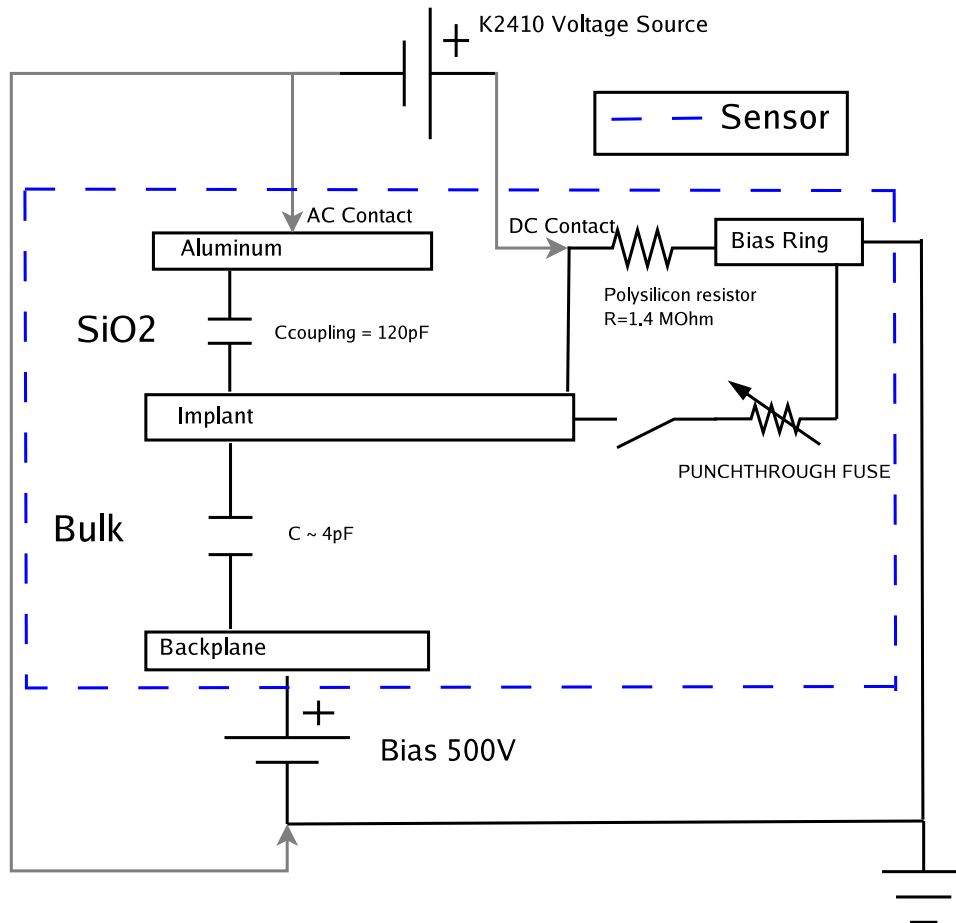 K2410 Voltage Source
Sensor
AC Contact
DC Contact
Aluminum
Bias Ring
Polysilicon resistor
R=1.4 MOhm
SiO2
Ccoupling = 120pF
Implant
PUNCHTHROUGH FUSE
Bulk
C ~ 4pF
Backplane
Bias 500V